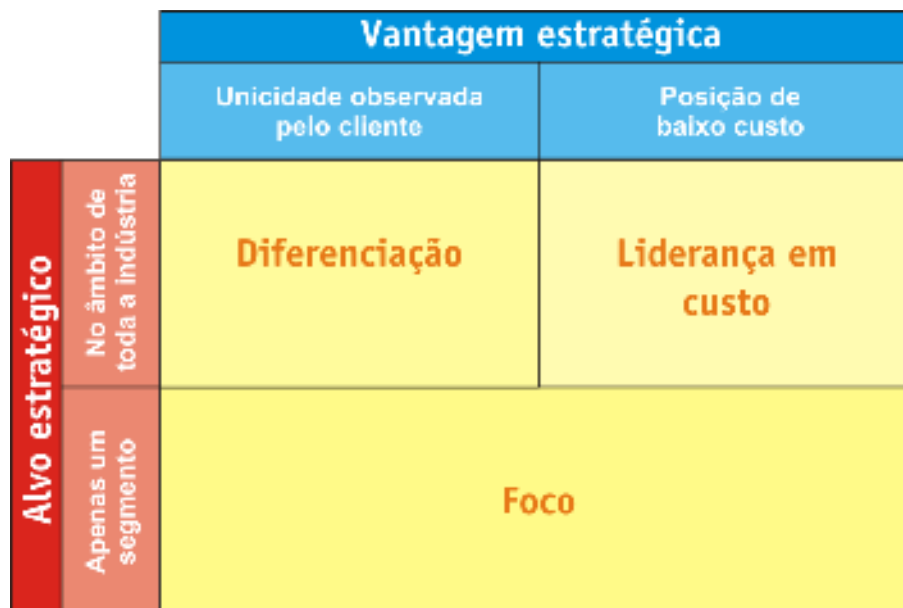 Vantagem estratégica
Unicidade observada
pelo cliente
Posição de
baixo custo
Alvo estratégico
No âmbito de
toda a indústria
Diferenciação
Liderança em
custo
Apenas um
segmento
Foco